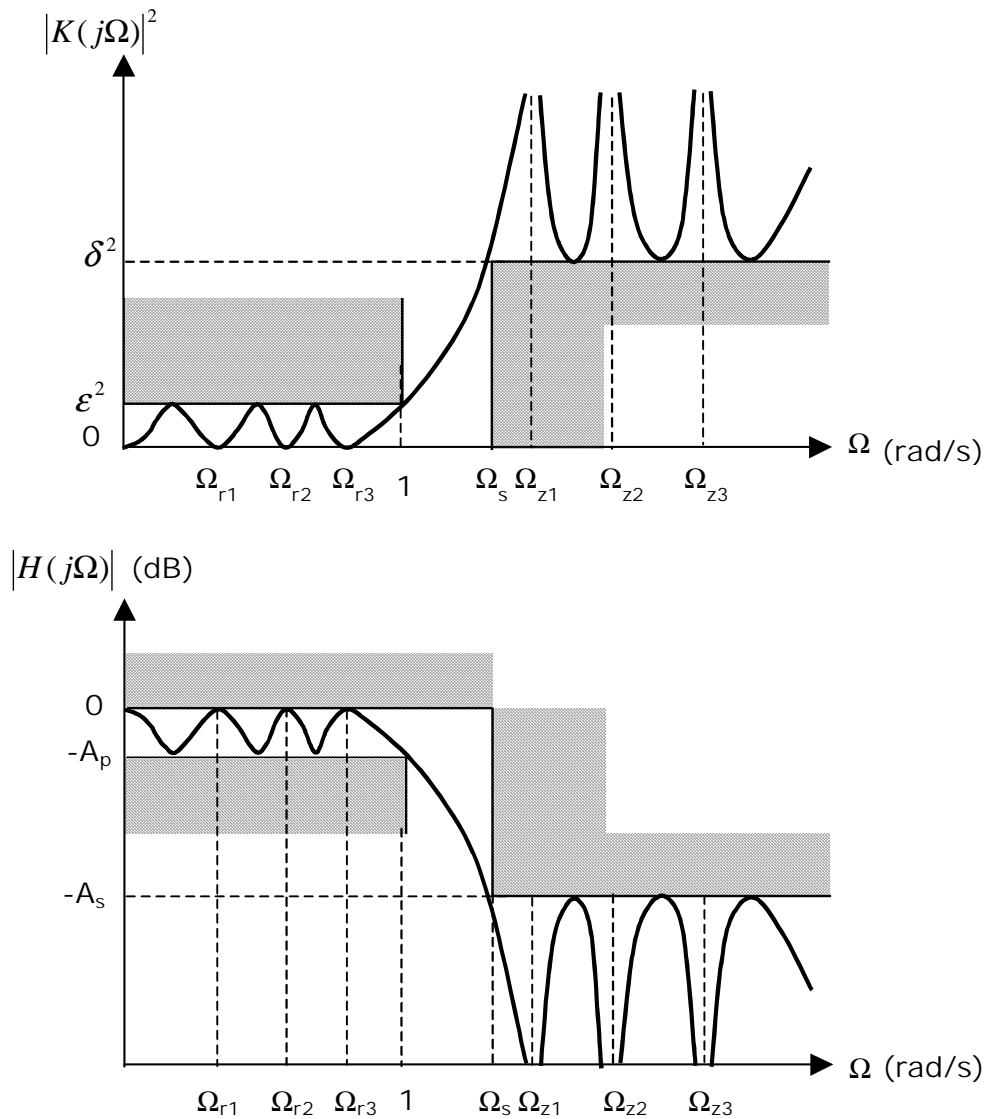 |K(jΩ)|²
δ²
ε²
0
Ω (rad/s)
Ωr1 Ωr2 Ωr3 1 Ωs Ωz1 Ωz2 Ωz3
|H(jΩ)| (dB)
0
-Ap
-As
Ω (rad/s)
Ωr1 Ωr2 Ωr3 1 Ωs Ωz1 Ωz2 Ωz3